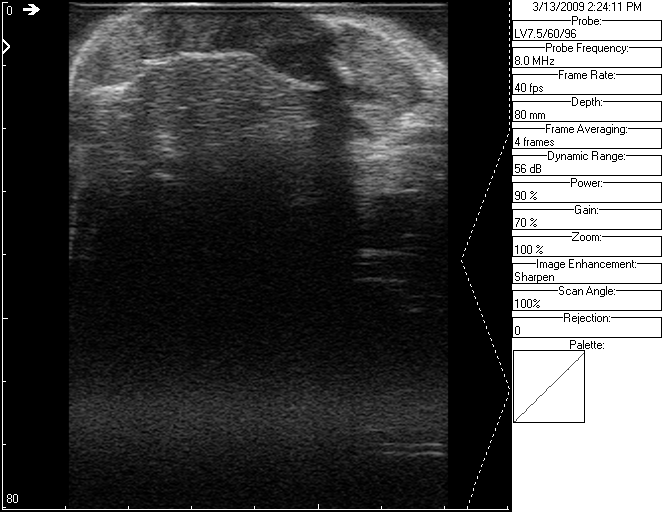 0
80
3/13/2009 2:24:11 PM
Probe:
LV7.5/60/96
Probe Frequency:
8.0 MHz
Frame Rate:
40 fps
Depth:
80 mm
Frame Averaging:
4 frames
Dynamic Range:
56 dB
Power:
90 %
Gain:
70 %
Zoom:
100 %
Image Enhancement:
Sharpen
Scan Angle:
100%
Rejection:
0
Palette: